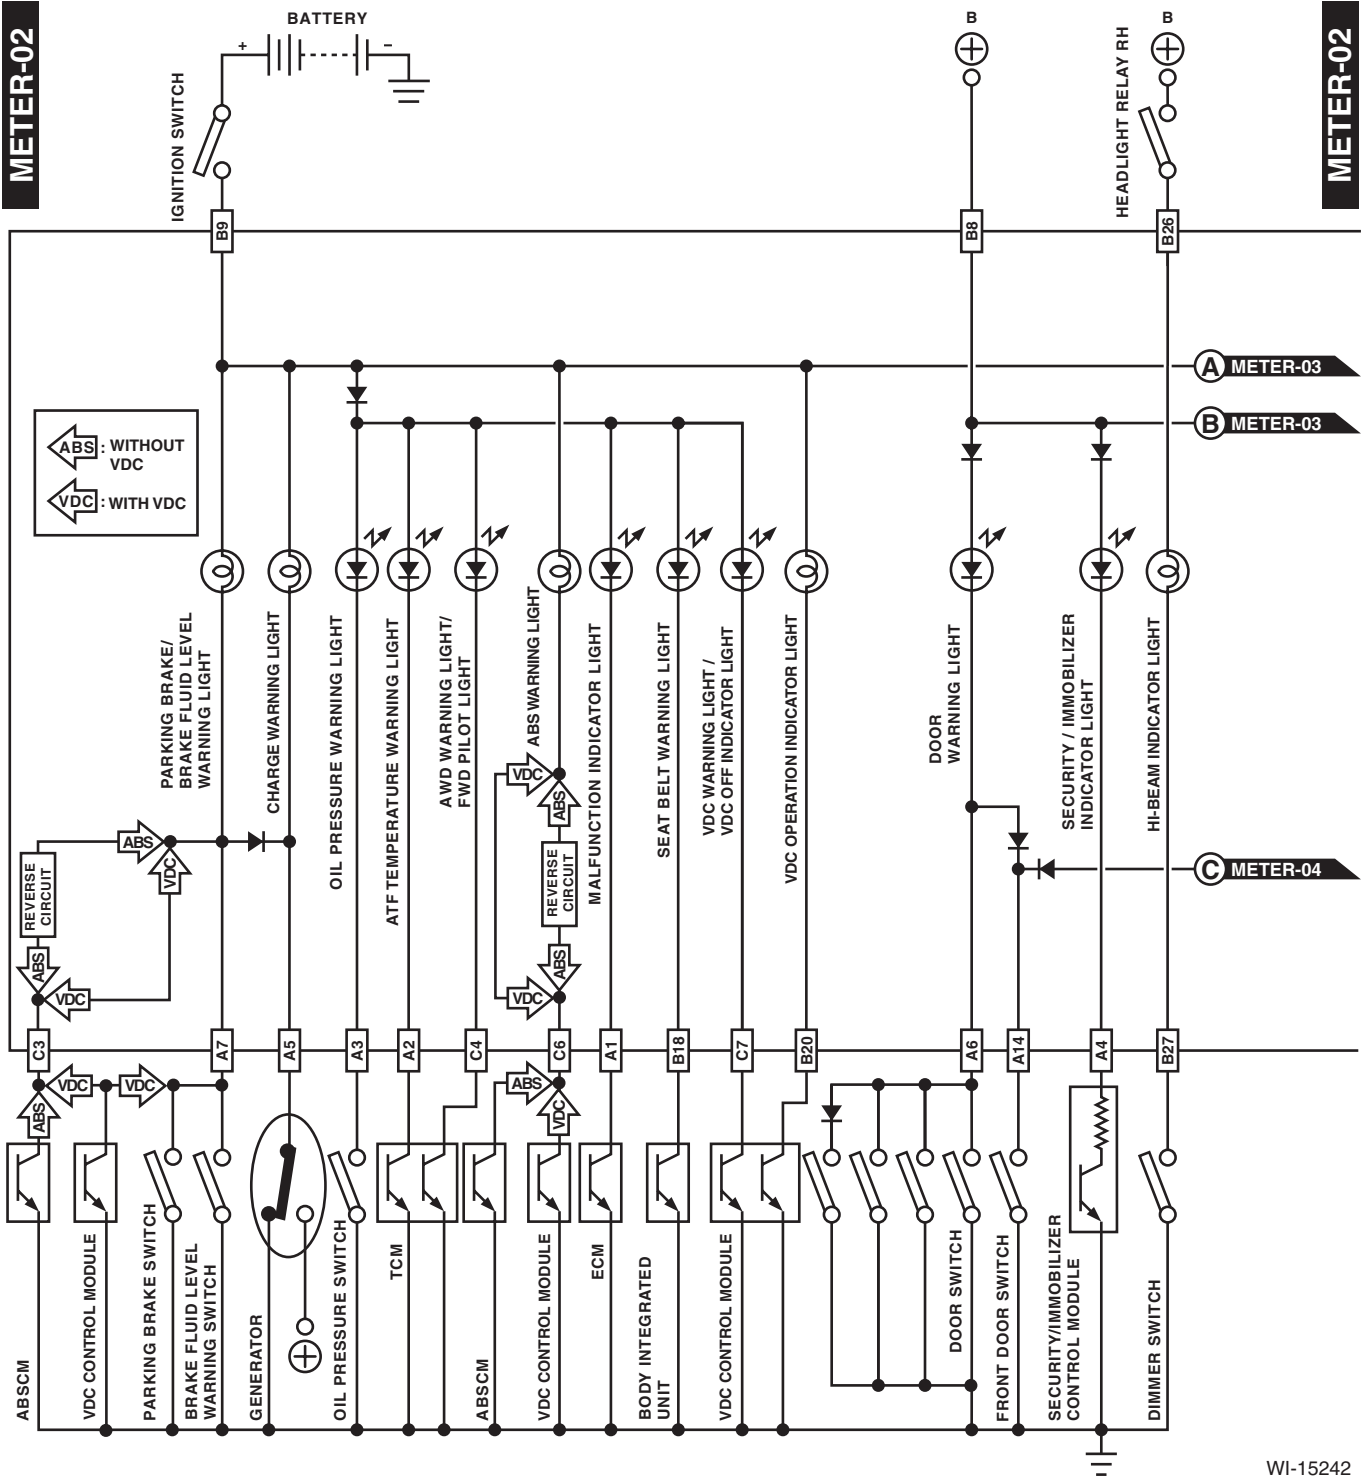 METER-02
METER-02
BATTERY
+
−
IGNITION SWITCH
B
B
HEADLIGHT RELAY RH
B9
B8
B26
A METER-03
B METER-03
ABS : WITHOUT
VDC
VDC : WITH VDC
PARKING BRAKE/
BRAKE FLUID LEVEL
WARNING LIGHT
CHARGE WARNING LIGHT
OIL PRESSURE WARNING LIGHT
ATF TEMPERATURE WARNING LIGHT
AWD WARNING LIGHT/
FWD PILOT LIGHT
ABS WARNING LIGHT
MALFUNCTION INDICATOR LIGHT
SEAT BELT WARNING LIGHT
VDC WARNING LIGHT /
VDC OFF INDICATOR LIGHT
VDC OPERATION INDICATOR LIGHT
DOOR
WARNING LIGHT
SECURITY / IMMOBILIZER
INDICATOR LIGHT
HI-BEAM INDICATOR LIGHT
ABS
VDC
REVERSE
CIRCUIT
ABS
VDC
VDC
ABS
REVERSE
CIRCUIT
ABS
VDC
C METER-04
C3
A7
A5
A3
A2
C4
C6
A1
B18
C7
B20
A6
A14
A4
B27
VDC
VDC
ABS
ABS
VDC
ABSCM
VDC CONTROL MODULE
PARKING BRAKE SWITCH
BRAKE FLUID LEVEL
WARNING SWITCH
GENERATOR
OIL PRESSURE SWITCH
TCM
ABSCM
VDC CONTROL MODULE
ECM
BODY INTEGRATED
UNIT
VDC CONTROL MODULE
DOOR SWITCH
FRONT DOOR SWITCH
SECURITY/IMMOBILIZER
CONTROL MODULE
DIMMER SWITCH
WI-15242